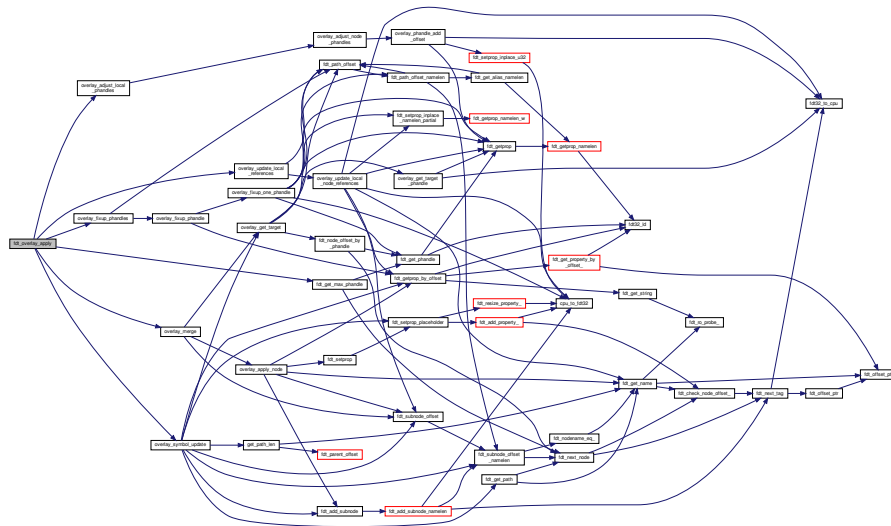 fdt_overlay_apply
overlay_adjust_local
_phandles
overlay_adjust_node
_phandles
overlay_phandle_add
_offset
fdt_setprop_inplace_u32
fdt_path_offset
fdt_path_offset_namelen
fdt_get_alias_namelen
fdt32_to_cpu
fdt_setprop_inplace
_namelen_partial
fdt_getprop_namelen_w
fdt_getprop
fdt_getprop_namelen
overlay_update_local
_references
overlay_update_local
_node_references
overlay_get_target
_phandle
overlay_fixup_one_phandle
overlay_fixup_phandles
overlay_fixup_phandle
overlay_get_target
fdt_node_offset_by
_phandle
fdt_get_phandle
fdt32_ld
fdt_get_property_by
_offset_
fdt_get_max_phandle
fdt_getprop_by_offset
fdt_get_string
fdt_resize_property_
cpu_to_fdt32
fdt_setprop_placeholder
fdt_add_property_
fdt_ro_probe_
overlay_merge
fdt_setprop
overlay_apply_node
fdt_get_name
fdt_offset_pt
fdt_check_node_offset_
fdt_next_tag
fdt_offset_ptr
fdt_subnode_offset
overlay_symbol_update
get_path_len
fdt_parent_offset
fdt_nodename_eq_
fdt_subnode_offset
_namelen
fdt_next_node
fdt_get_path
fdt_add_subnode
fdt_add_subnode_namelen